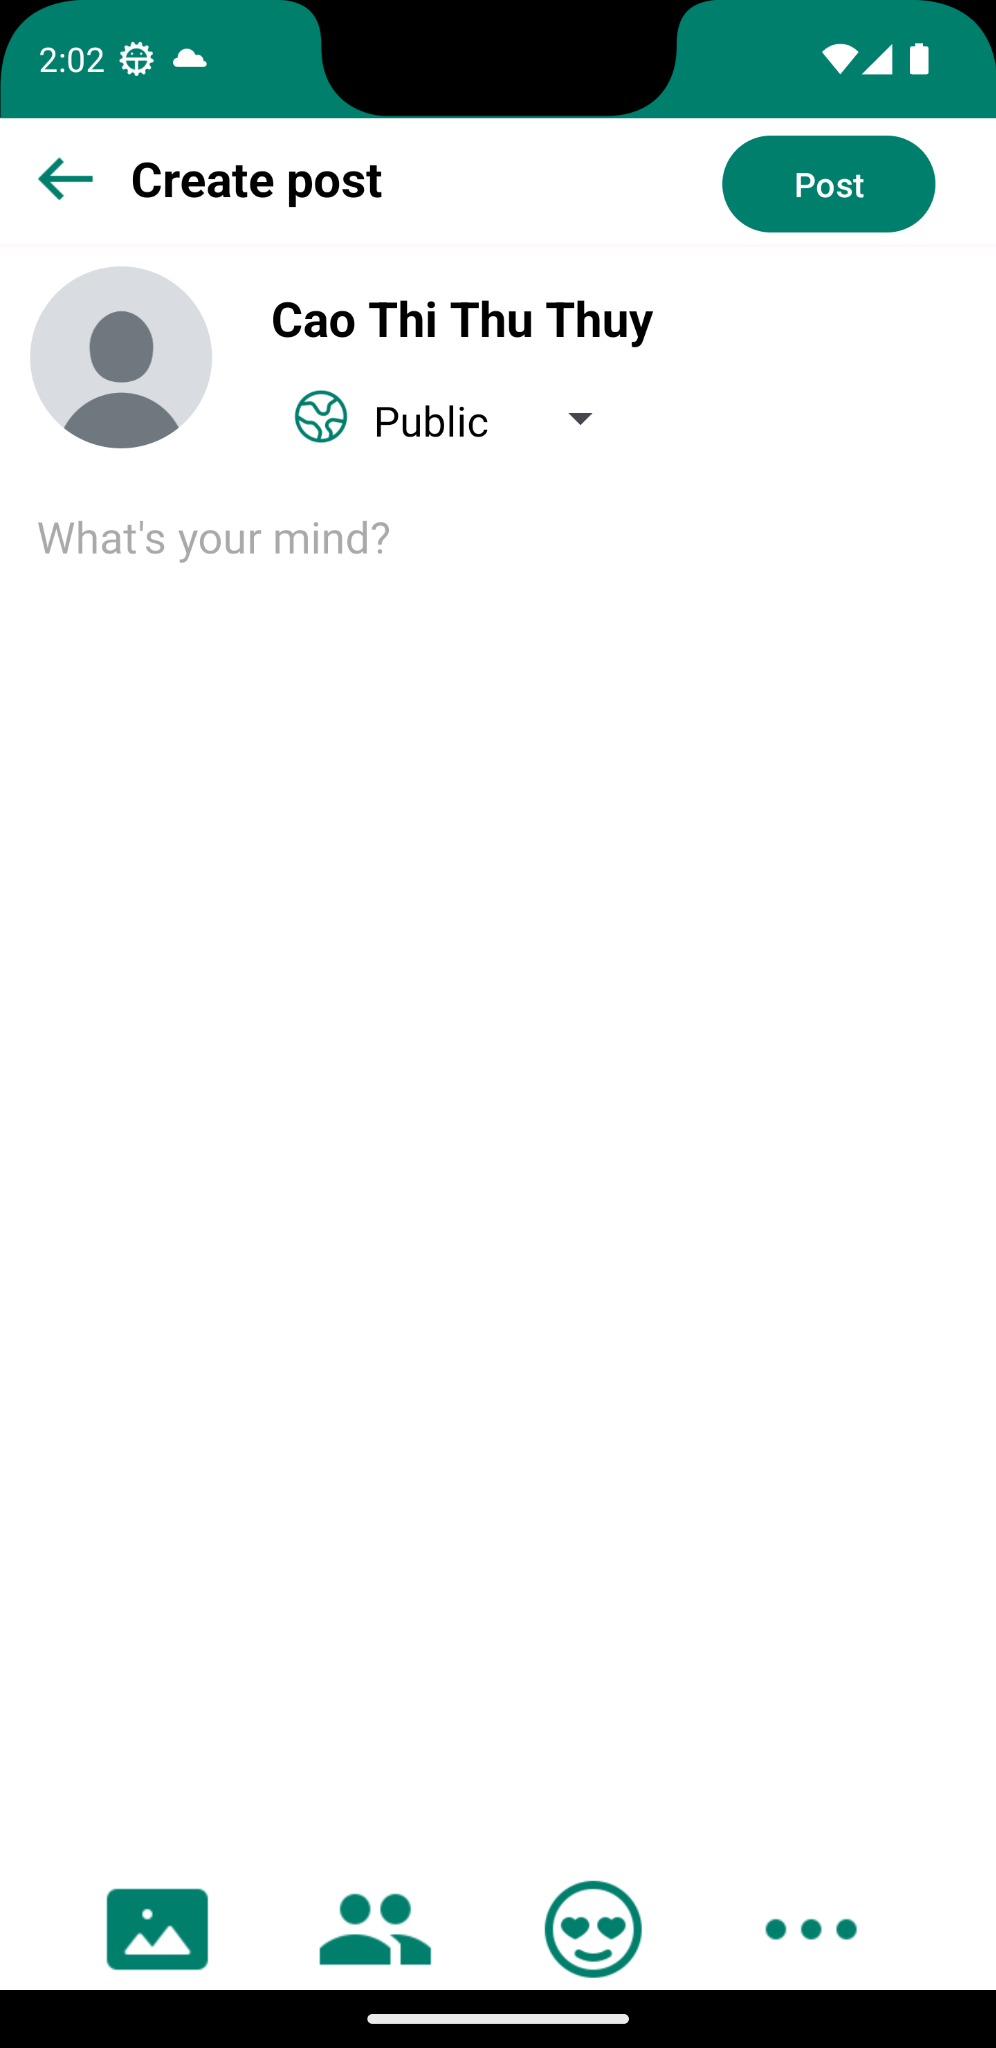 2:02
Create post
Post
Cao Thi Thu Thuy
Public
What's your mind?